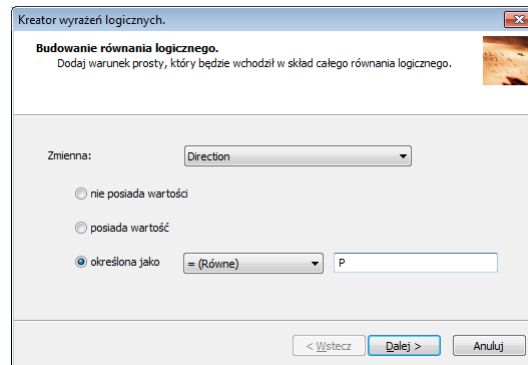 Kreator wyrażeń logicznych.
Budowanie równania logicznego.
Dodaj warunek prosty, który będzie wchodził w skład całego równania logicznego.
Zmienna: Direction
nie posiada wartości
posiada wartość
określona jako = (Równe) P
< Wstecz Dalej > Anuluj